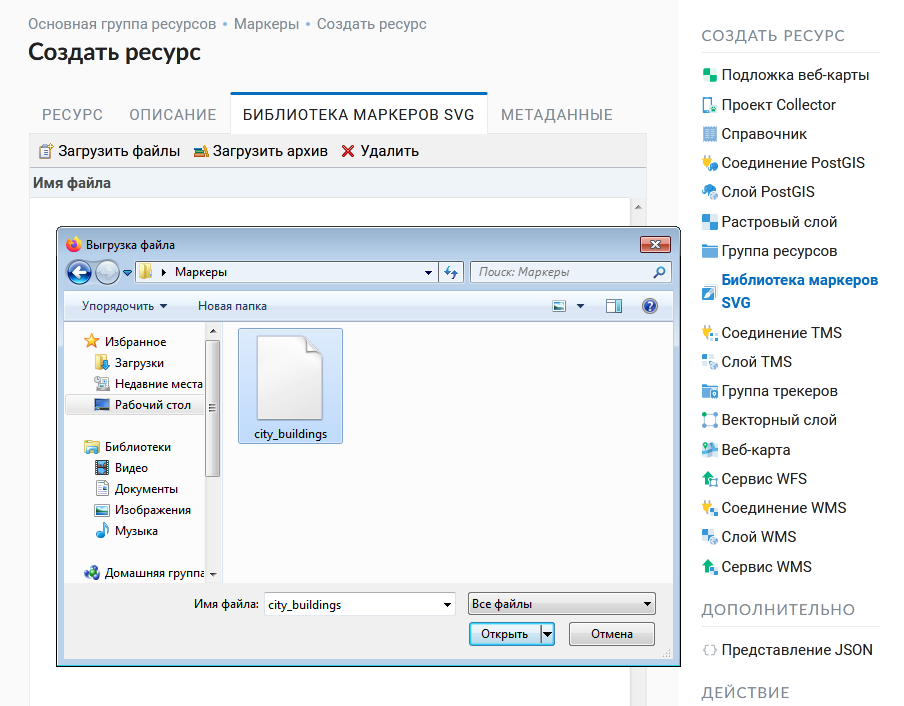 Основная группа ресурсов • Маркеры • Создать ресурс
Создать ресурс
РЕСУРС ОПИСАНИЕ БИБЛИОТЕКА МАРКЕРОВ SVG МЕТАДАННЫЕ
Загрузить файлы Загрузить архив Удалить
Имя файла
Выгрузка файла
Маркеры
Поиск: Маркеры
Упорядочить Новая папка
Избранное
Загрузки
Недавние места
Рабочий стол
Библиотеки
Видео
Документы
Изображения
Музыка
Домашняя группа
city_buildings
Имя файла: city_buildings
Все файлы
Открыть
Отмена
СОЗДАТЬ РЕСУРС
Подложка веб-карты
Проект Collector
Справочник
Соединение PostGIS
Слой PostGIS
Растровый слой
Группа ресурсов
Библиотека маркеров
SVG
Соединение TMS
Слой TMS
Группа трекеров
Векторный слой
Веб-карта
Сервис WFS
Соединение WMS
Слой WMS
Сервис WMS
ДОПОЛНИТЕЛЬНО
Представление JSON
ДЕЙСТВИЕ